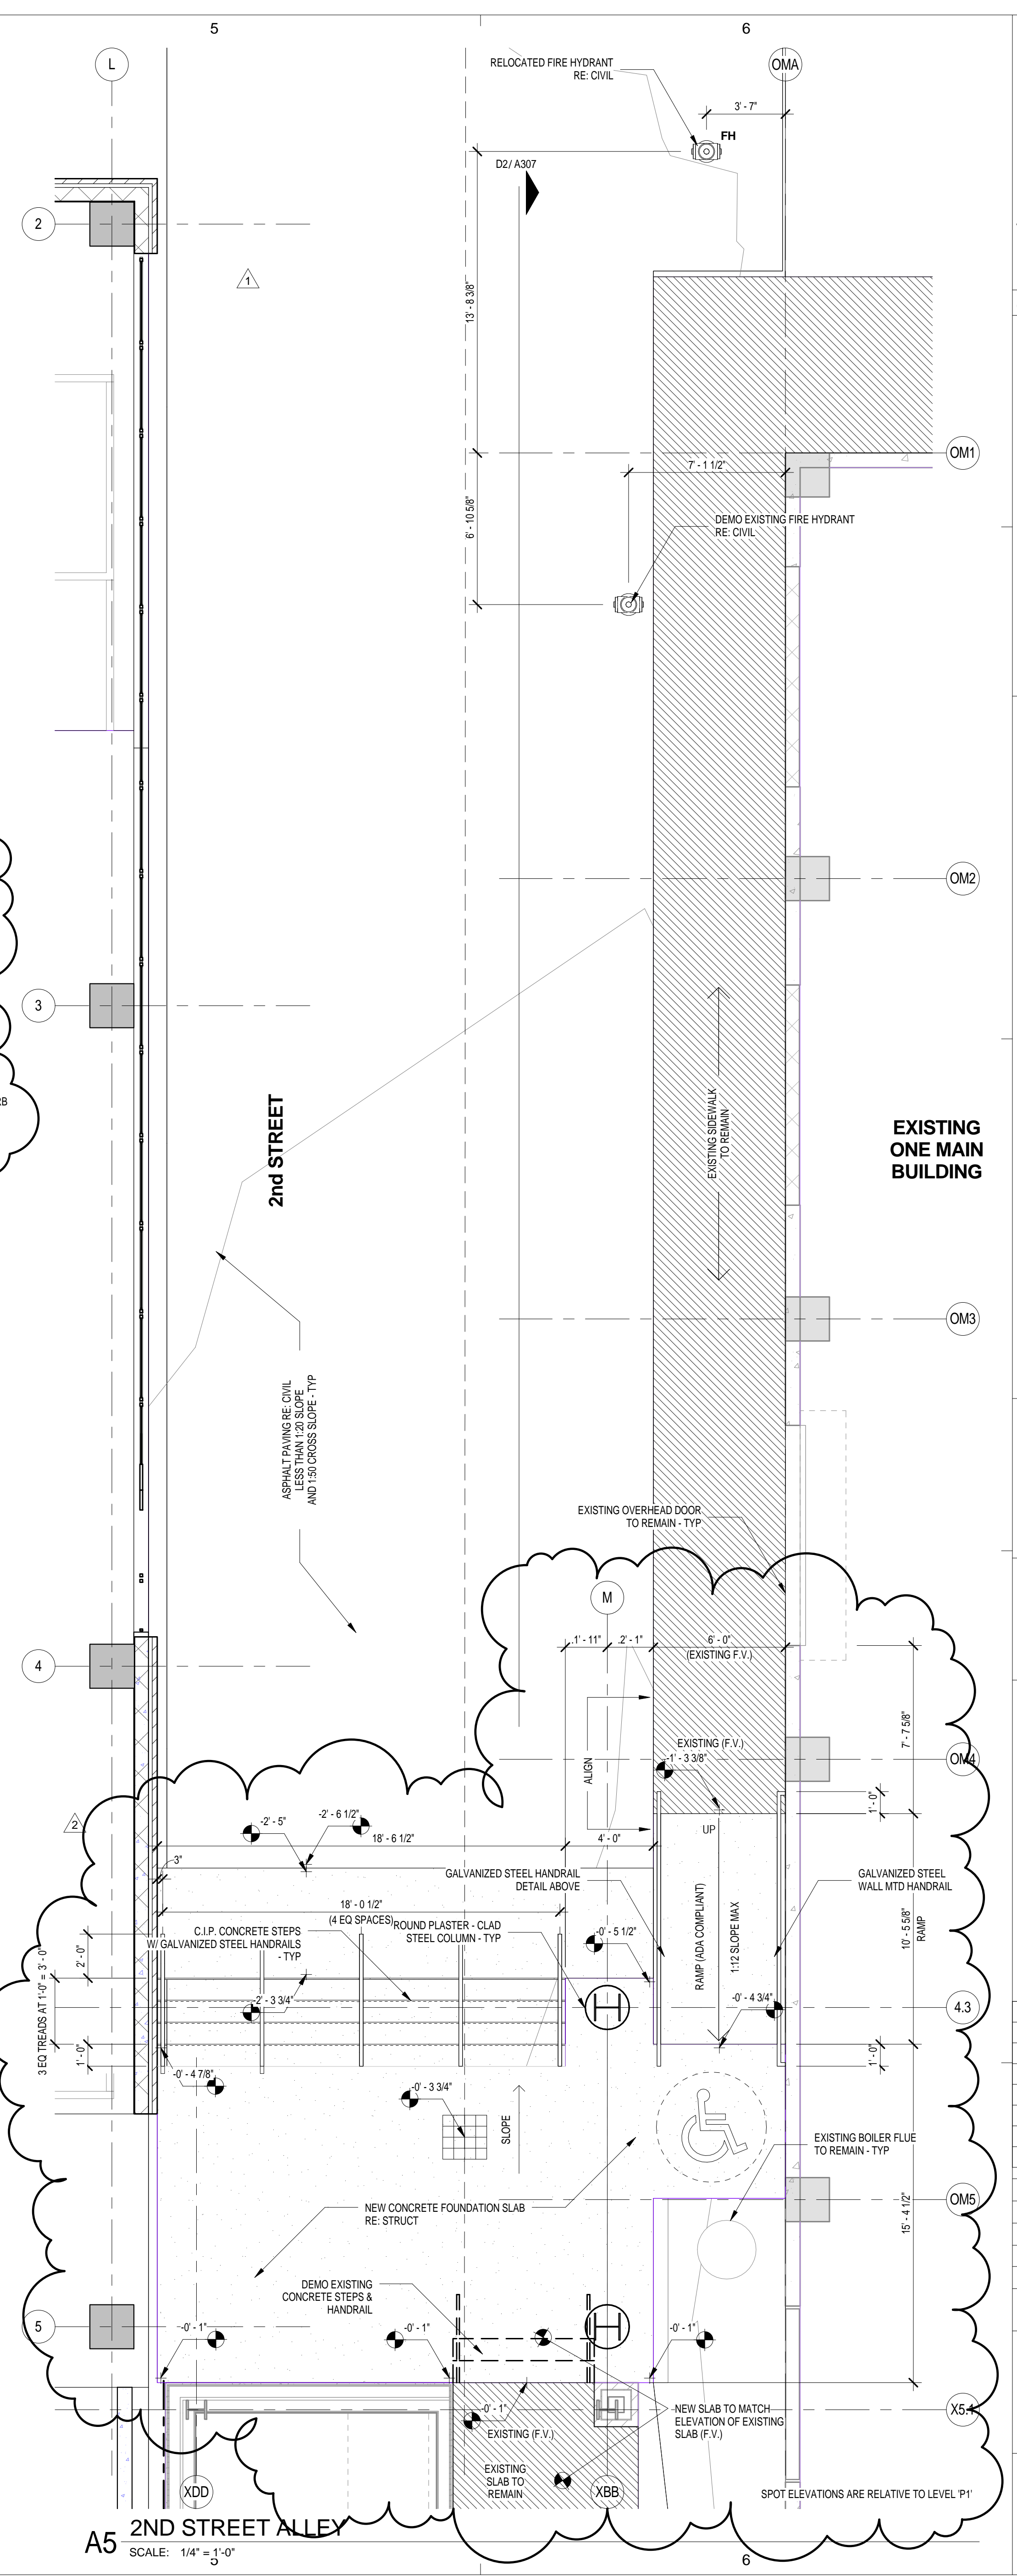 5
6
L
OMA
RELOCATED FIRE HYDRANT
RE: CIVIL
3' - 7"
FH
D2/ A307
2
1
13' - 8 3/8"
OM1
7' - 1 1/2"
6' - 10 5/8"
DEMO EXISTING FIRE HYDRANT
RE: CIVIL
OM2
3
RB
2nd STREET
EXISTING SIDEWALK
TO REMAIN
EXISTING
ONE MAIN
BUILDING
OM3
ASPHALT PAVING RE: CIVIL
LESS THAN 1:20 SLOPE
AND 1:50 CROSS SLOPE - TYP
EXISTING OVERHEAD DOOR
TO REMAIN - TYP
M
4
1' - 11"
2' - 1"
6' - 0"
(EXISTING F.V.)
7' - 7 5/8"
ALIGN
EXISTING (F.V.)
-1' - 3 3/8"
OM4
1' - 0"
2
-2' - 5"
-2' - 6 1/2"
18' - 6 1/2"
4' - 0"
UP
3"
GALVANIZED STEEL HANDRAIL
DETAIL ABOVE
GALVANIZED STEEL
WALL MTD HANDRAIL
18' - 0 1/2"
(4 EQ SPACES)
C.I.P. CONCRETE STEPS
W/ GALVANIZED STEEL HANDRAILS
- TYP
ROUND PLASTER - CLAD
STEEL COLUMN - TYP
-0' - 5 1/2"
RAMP (ADA COMPLIANT)
1:12 SLOPE MAX
10' - 5 5/8"
RAMP
2' - 0"
3 EQ TREADS AT 1'-0" = 3' - 0"
-2' - 3 3/4"
-0' - 4 3/4"
4.3
1' - 0"
1' - 0"
-0' - 4 7/8"
-0' - 3 3/4"
SLOPE
EXISTING BOILER FLUE
TO REMAIN - TYP
NEW CONCRETE FOUNDATION SLAB
RE: STRUCT
OM5
15' - 4 1/2"
DEMO EXISTING
CONCRETE STEPS &
HANDRAIL
5
-0' - 1"
-0' - 1"
-0' - 1"
-0' - 1"
EXISTING (F.V.)
NEW SLAB TO MATCH
ELEVATION OF EXISTING
SLAB (F.V.)
X5.1
EXISTING
SLAB TO
REMAIN
XDD
XBB
SPOT ELEVATIONS ARE RELATIVE TO LEVEL 'P1'
A5
2ND STREET ALLEY
SCALE: 1/4" = 1'-0"
5
6